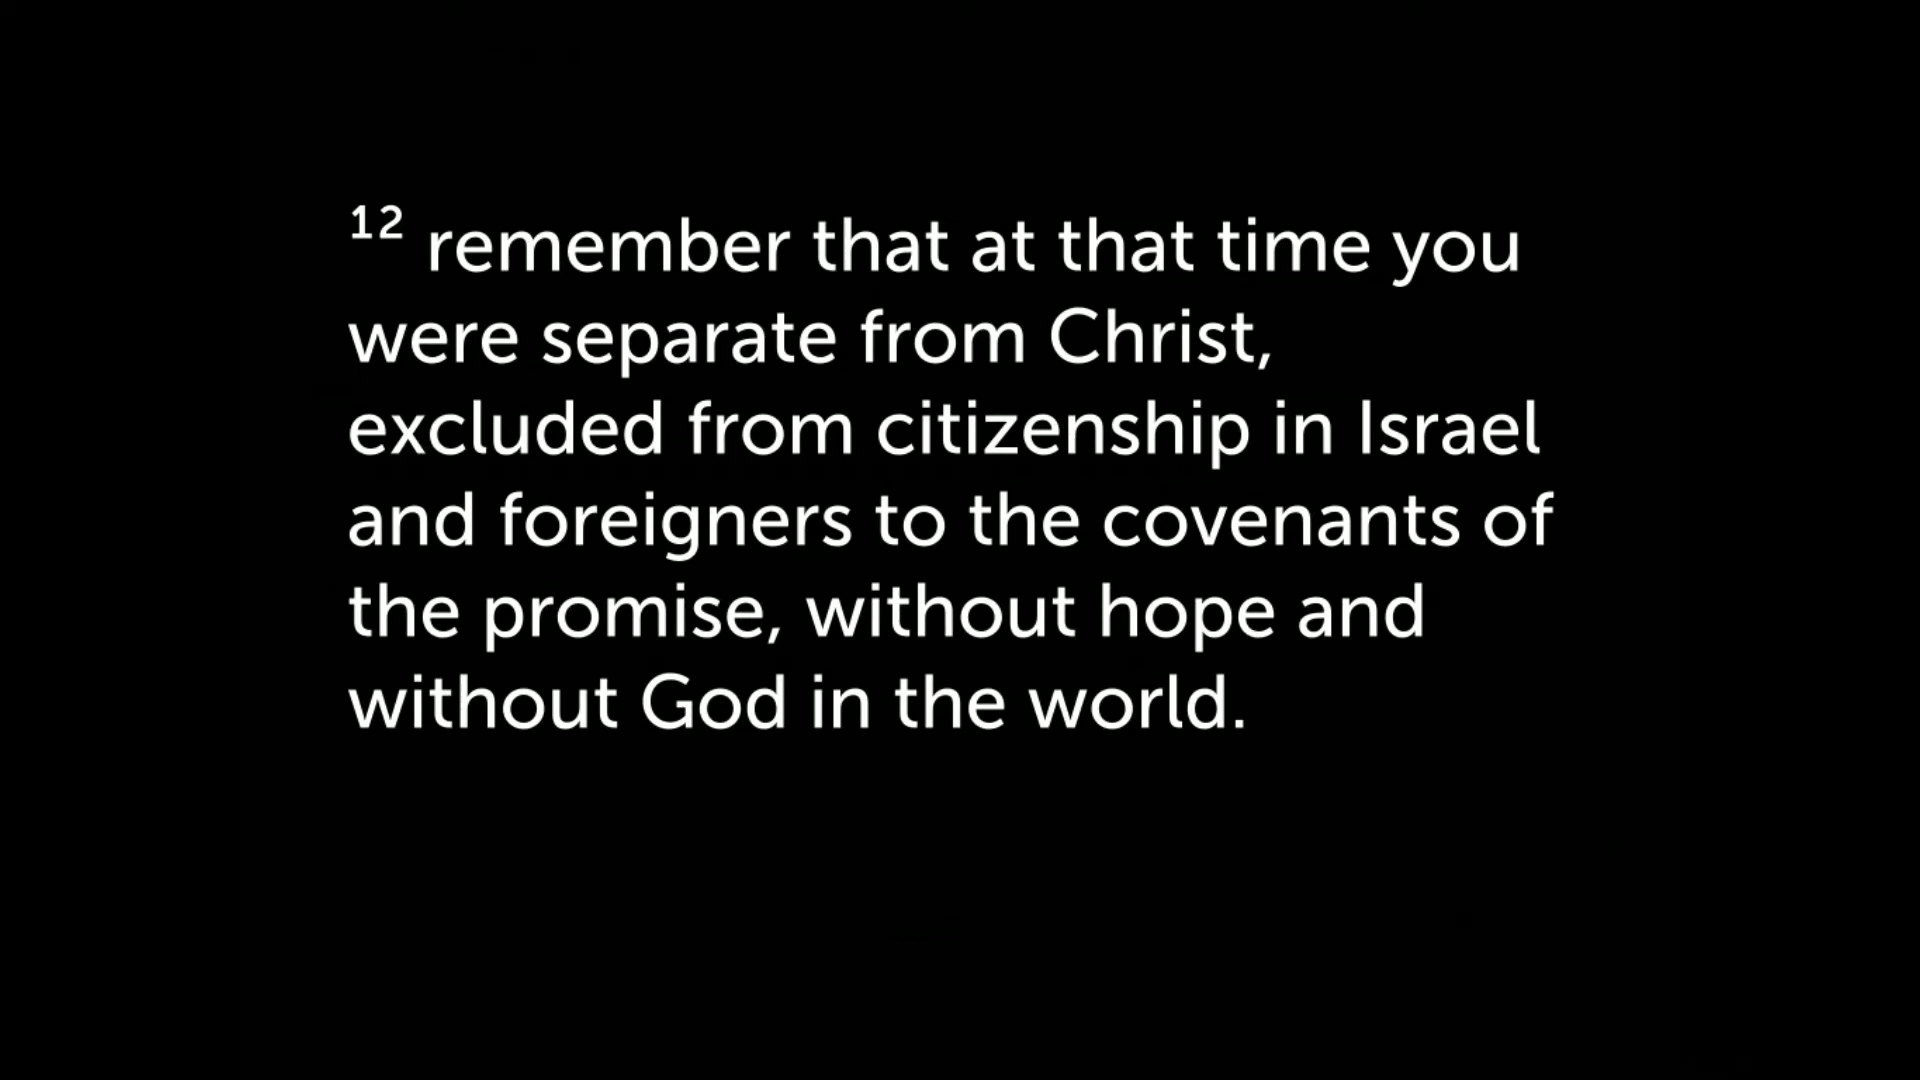 12 remember that at that time you
were separate from Christ,
excluded from citizenship in Israel
and foreigners to the covenants of
the promise, without hope and
without God in the world.